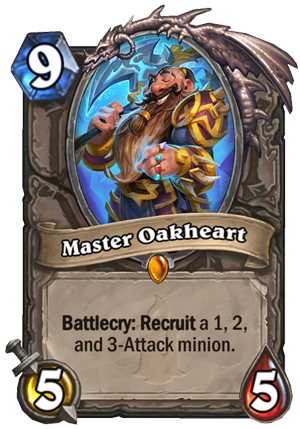 9
Master Oakheart
Battlecry: Recruit a 1, 2,
and 3-Attack minion.
5
5